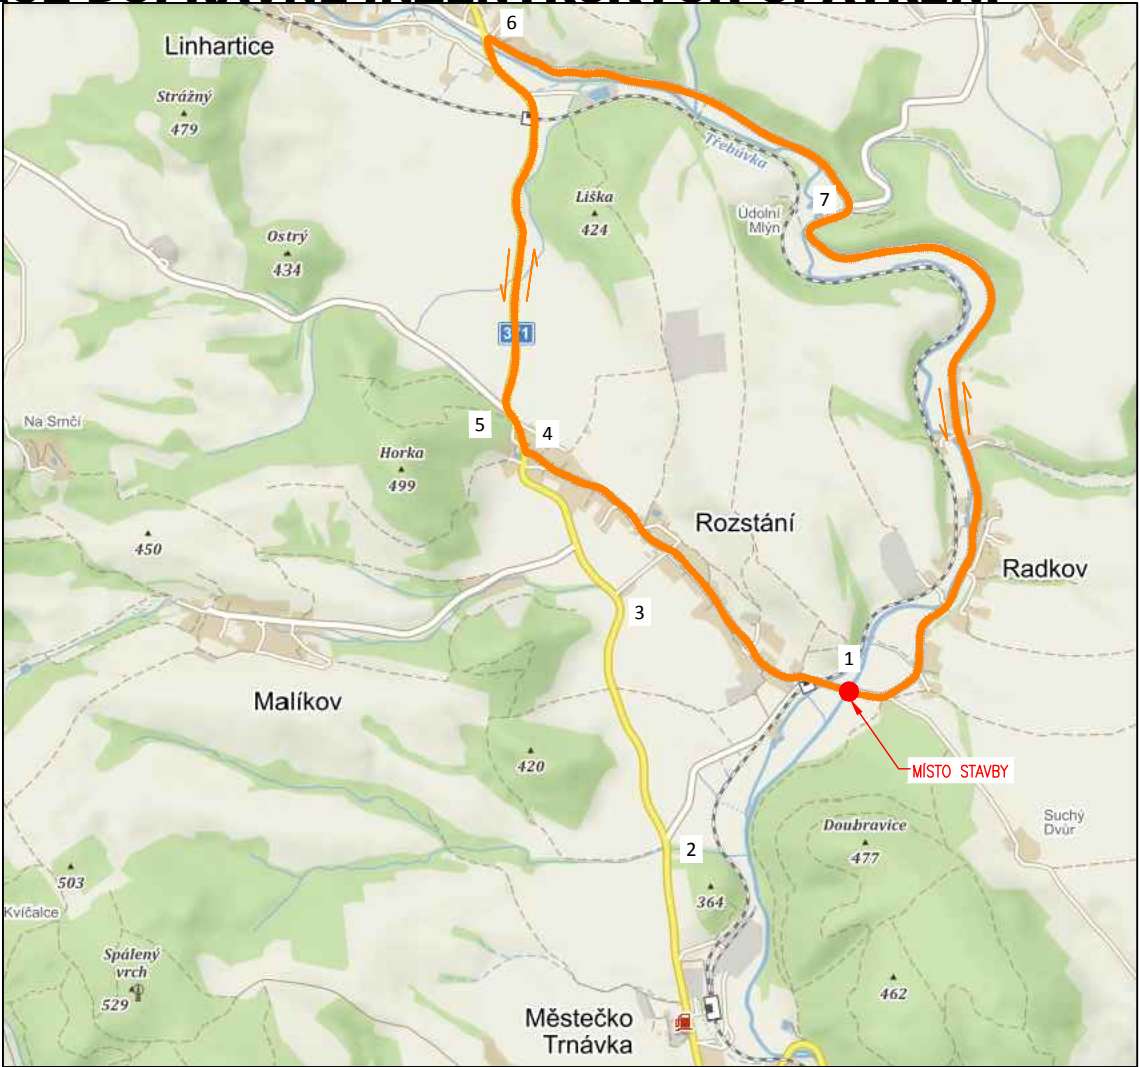 6
Linhartice
Strážný
479
Třebůvka
Liška
424
7
Údolní
Mlýn
Ostrý
434
371
Na Smčí
5
4
Horka
499
Rozstání
450
Radkov
3
1
Malíkov
MÍSTO STAVBY
420
Suchý
Dvůr
Doubravice
477
2
503
364
Kvíčalce
Spálený
vrch
529
462
Městečko
Trnávka